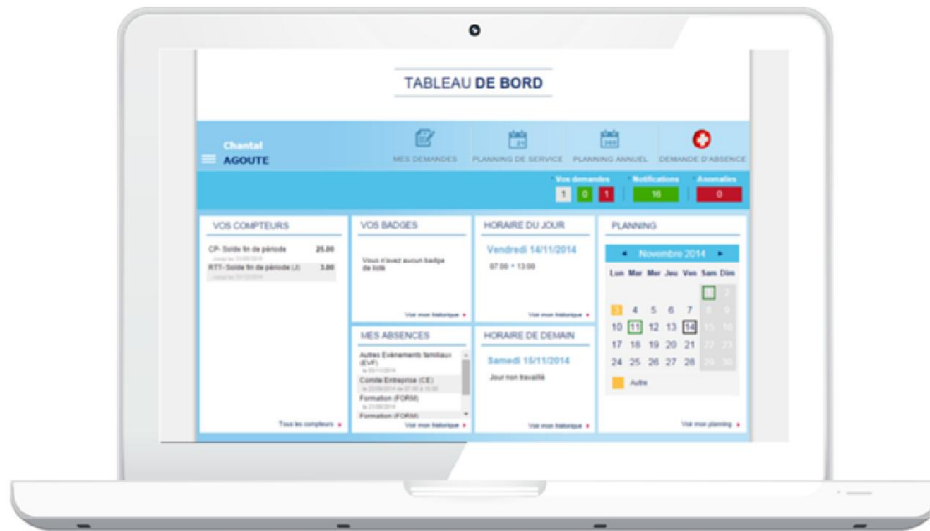 TABLEAU DE BORD
Chantal
AGOUTE
MES DEMANDES
PLANNING DE SERVICE
PLANNING ANNUEL
DEMANDE D'ABSENCE
Vos demandes
Notifications
Anomalies
1 0 1
16
0
VOS COMPTEURS
CP- Solde fin de période 25.00
RTT- Solde fin de période (J) 3.00
Tous les compteurs
VOS BADGES
Vous n'avez aucun badge
de listé
Voir mon historique
HORAIRE DU JOUR
Vendredi 14/11/2014
07:00 - 13:00
Voir mon historique
MES ABSENCES
Autres Evénements familiaux
(EVF)
Comité Entreprise (CE)
Formation (FORM)
Formation (FORM)
Voir mon historique
HORAIRE DE DEMAIN
Samedi 15/11/2014
Jour non travaillé
Voir mon historique
PLANNING
Novembre 2014
Lun Mar Mer Jeu Ven Sam Dim
1 2
3 4 5 6 7 8 9
10 11 12 13 14 15 16
17 18 19 20 21 22 23
24 25 26 27 28 29 30
Autre
Voir mon planning